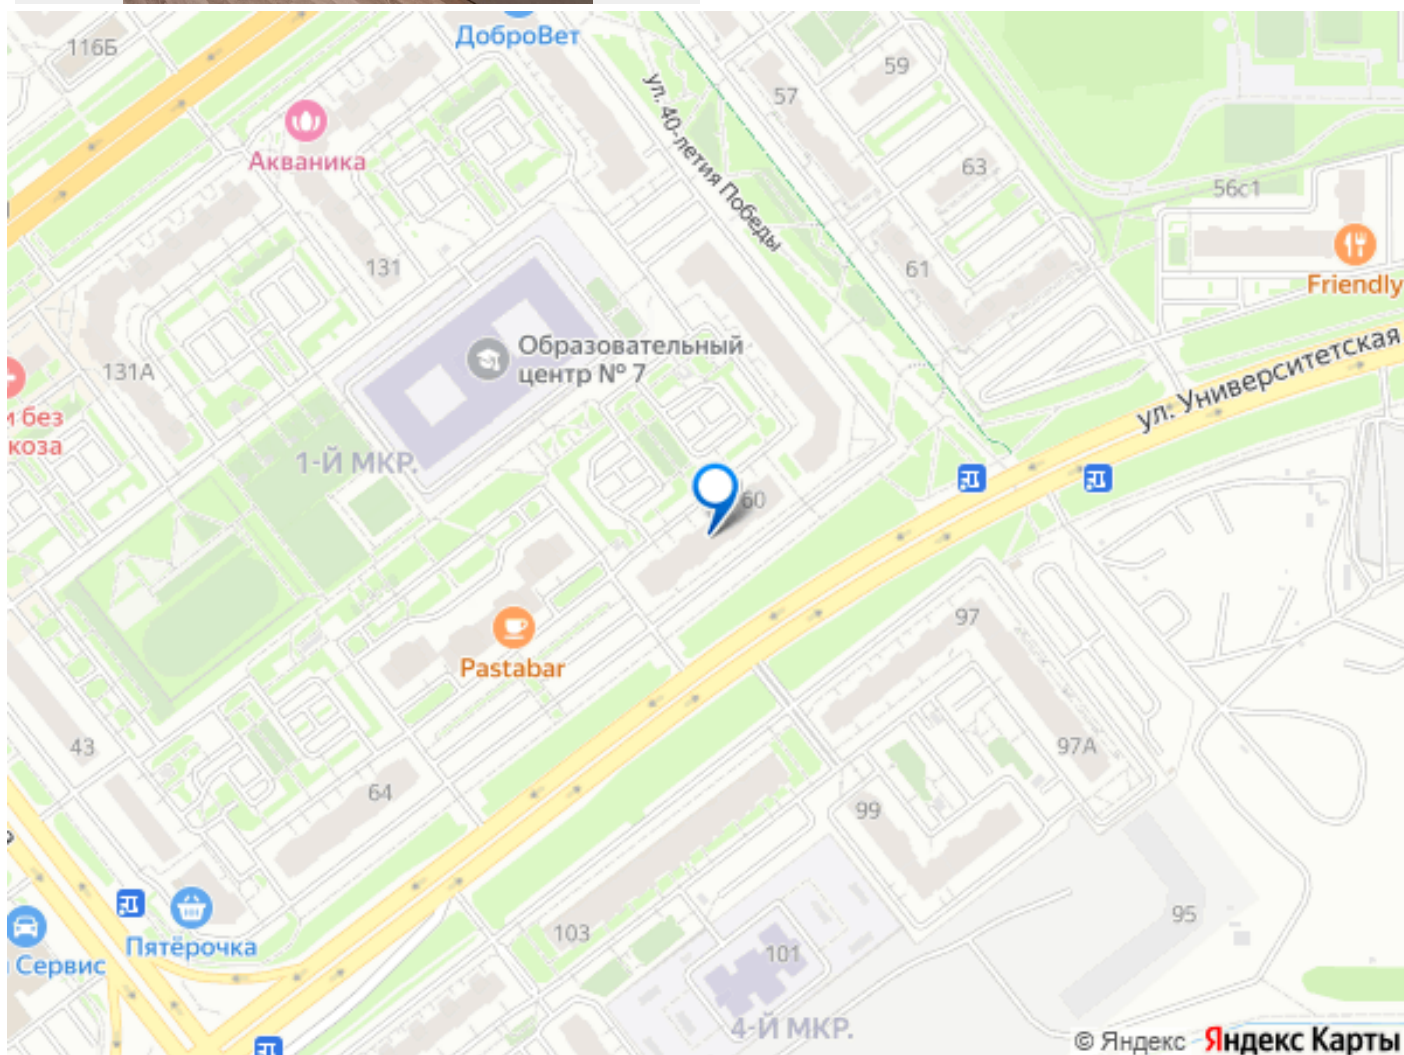 116Б
ДоброВет
59
57
ул. 40-летия Победы
Акваника
63
56с1
131
61
Friendly
Образовательный
центр № 7
ул. Университетская
131А
и без
коза
1-Й МКР.
60
Pastabar
97
43
97А
64
99
95
103
Пятёрочка
101
Сервис
4-Й МКР.
© Яндекс Яндекс Карты